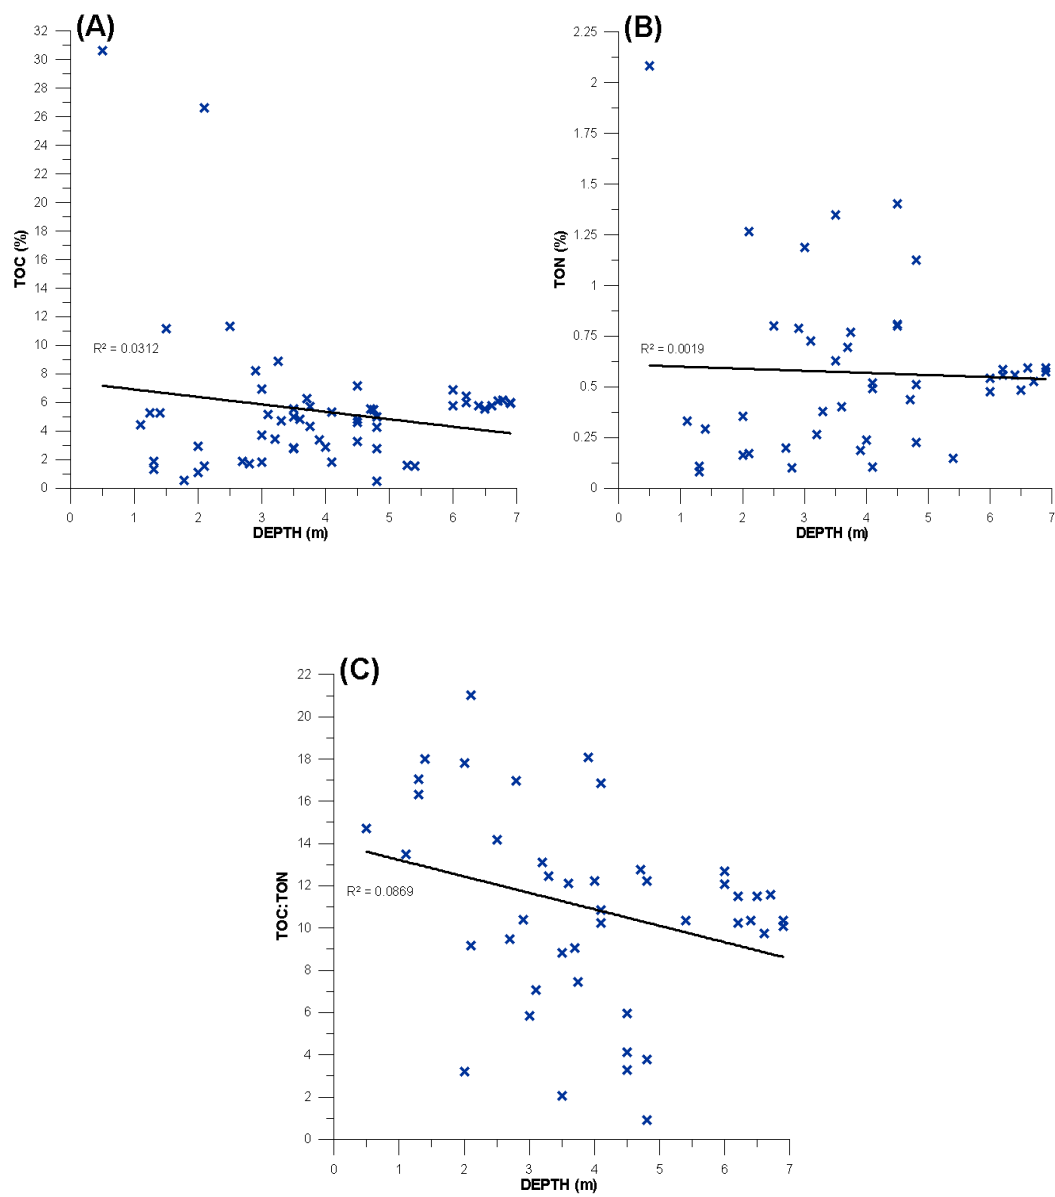 (A)
TOC (%)
32
30
28
26
24
22
20
18
16
14
12
10
8
6
4
2
0
R² = 0.0312
0 1 2 3 4 5 6 7
DEPTH (m)
(B)
TON (%)
2.25
2
1.75
1.5
1.25
1
0.75
0.5
0.25
0
R² = 0.0019
0 1 2 3 4 5 6 7
DEPTH (m)
(C)
TOC:TON
22
20
18
16
14
12
10
8
6
4
2
0
R² = 0.0869
0 1 2 3 4 5 6 7
DEPTH (m)